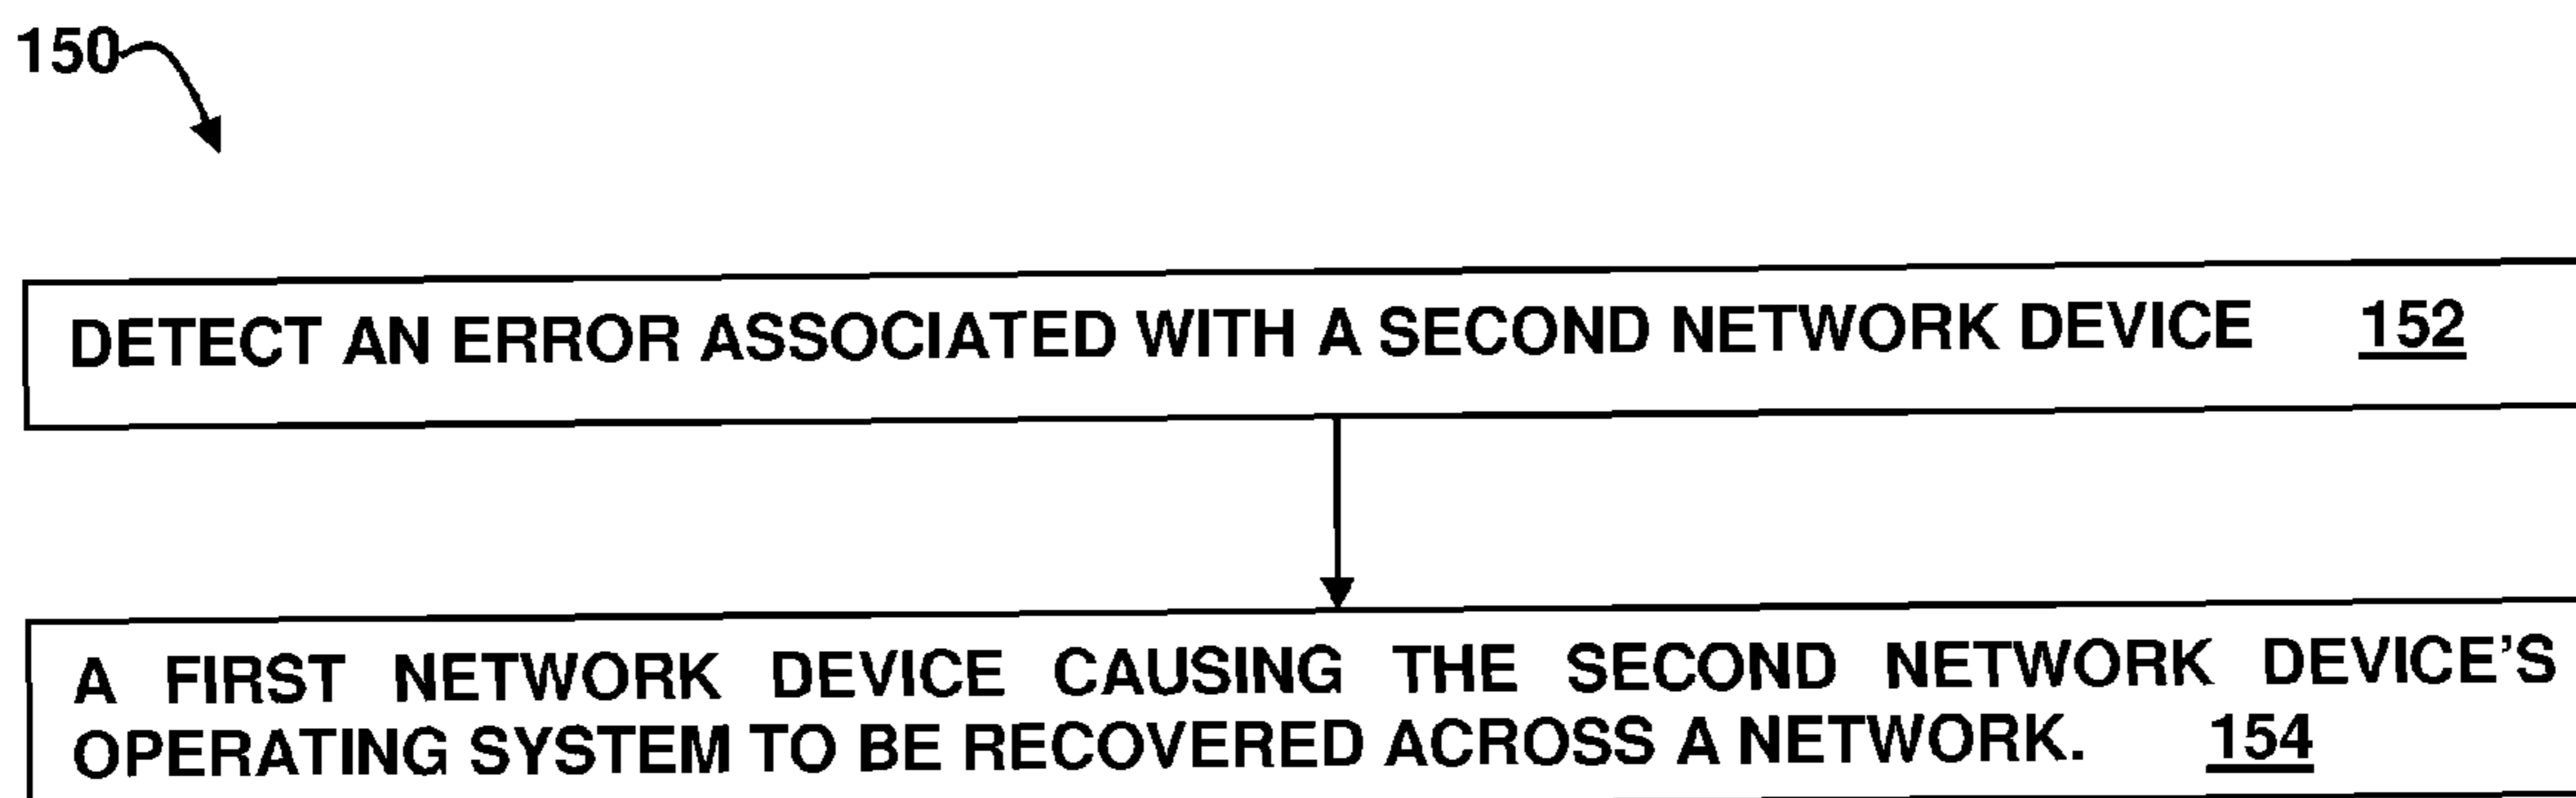 150
DETECT AN ERROR ASSOCIATED WITH A SECOND NETWORK DEVICE 152
A FIRST NETWORK DEVICE CAUSING THE SECOND NETWORK DEVICE'S
OPERATING SYSTEM TO BE RECOVERED ACROSS A NETWORK. 154